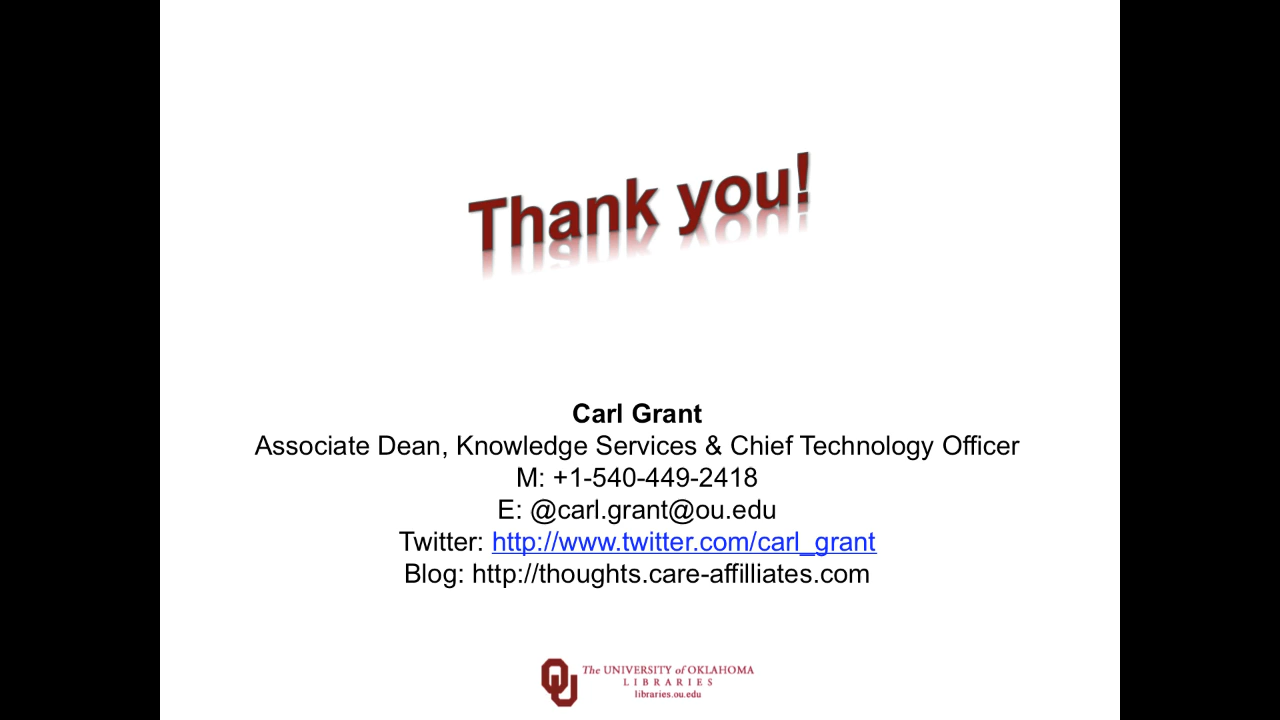 Thank you!
Carl Grant
Associate Dean, Knowledge Services & Chief Technology Officer
M: +1-540-449-2418
E: @carl.grant@ou.edu
Twitter: http://www.twitter.com/carl_grant
Blog: http://thoughts.care-affilliates.com
OU The UNIVERSITY of OKLAHOMA
LIBRARIES
libraries.ou.edu